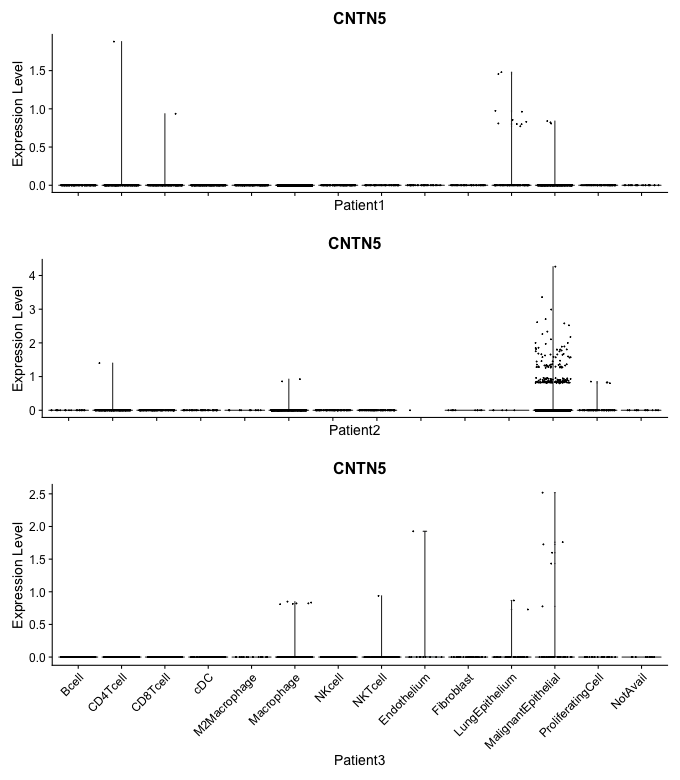 CNTN5
Expression Level
1.5
1.0
0.5
0.0
Patient1
CNTN5
Expression Level
4
3
2
1
0
Patient2
CNTN5
Expression Level
2.5
2.0
1.5
1.0
0.5
0.0
Bcell
CD4Tcell
CD8Tcell
cDC
M2Macrophage
Macrophage
NKcell
NKTcell
Endothelium
Fibroblast
LungEpithelium
MalignantEpithelial
ProliferatingCell
NotAvail
Patient3